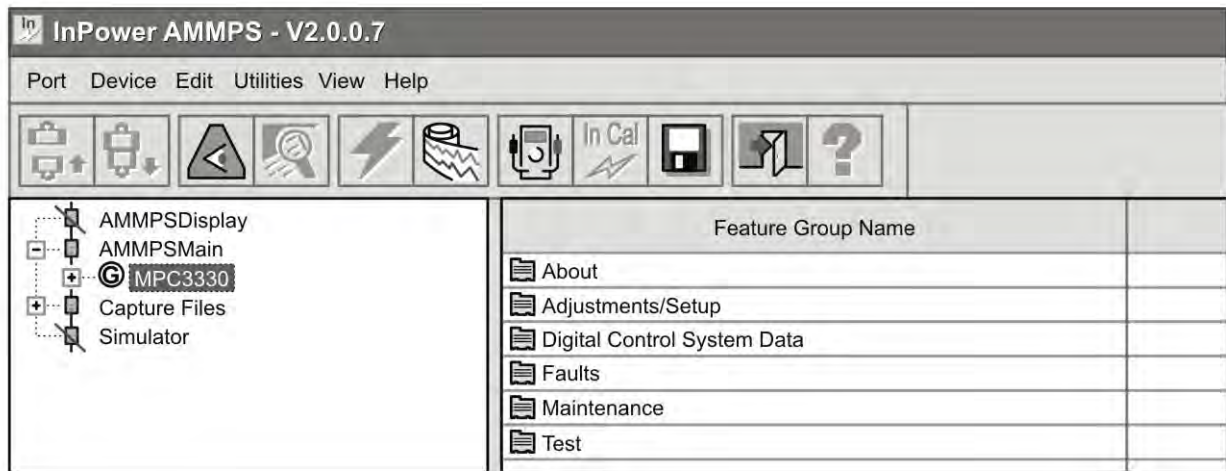 In
InPower AMMPS - V2.0.0.7
Port Device Edit Utilities View Help
In Cal
?
AMMPSDisplay
AMMPSMain
G MPC3330
Capture Files
Simulator
Feature Group Name
About
Adjustments/Setup
Digital Control System Data
Faults
Maintenance
Test